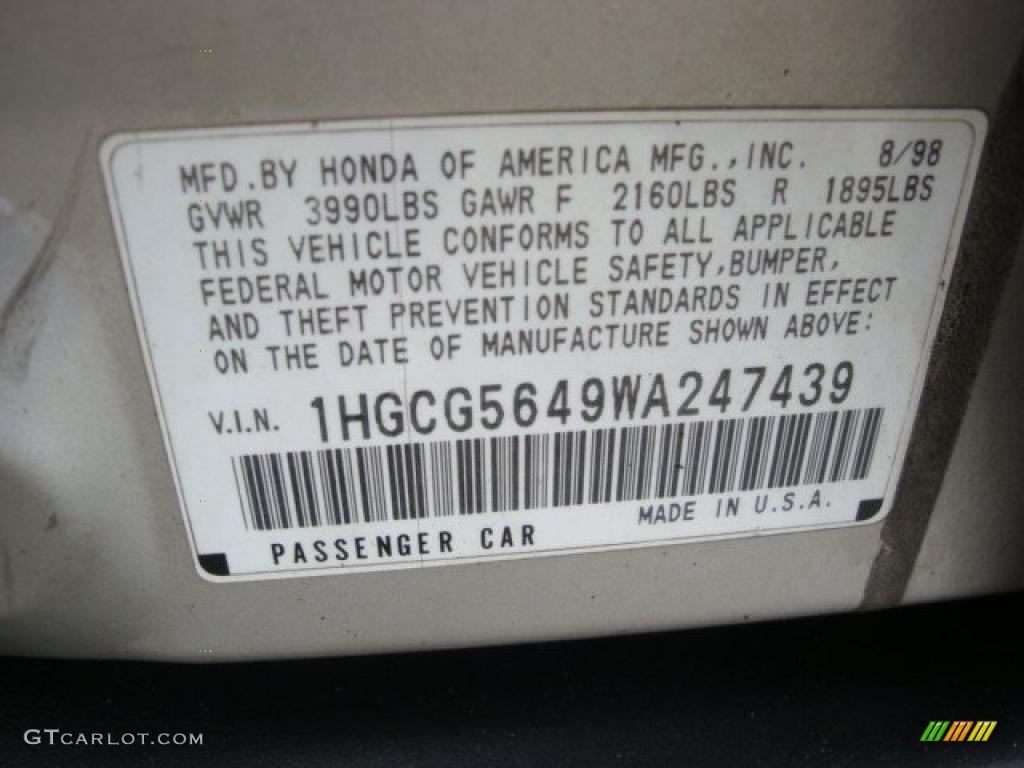 MFD.BY HONDA OF AMERICA MFG.,INC. 8/98
GVWR 3990LBS GAWR F 2160LBS R 1895LBS
THIS VEHICLE CONFORMS TO ALL APPLICABLE
FEDERAL MOTOR VEHICLE SAFETY,BUMPER,
AND THEFT PREVENTION STANDARDS IN EFFECT
ON THE DATE OF MANUFACTURE SHOWN ABOVE:
V.I.N. 1HGCG5649WA247439
MADE IN U.S.A.
PASSENGER CAR
GTCARLOT.COM